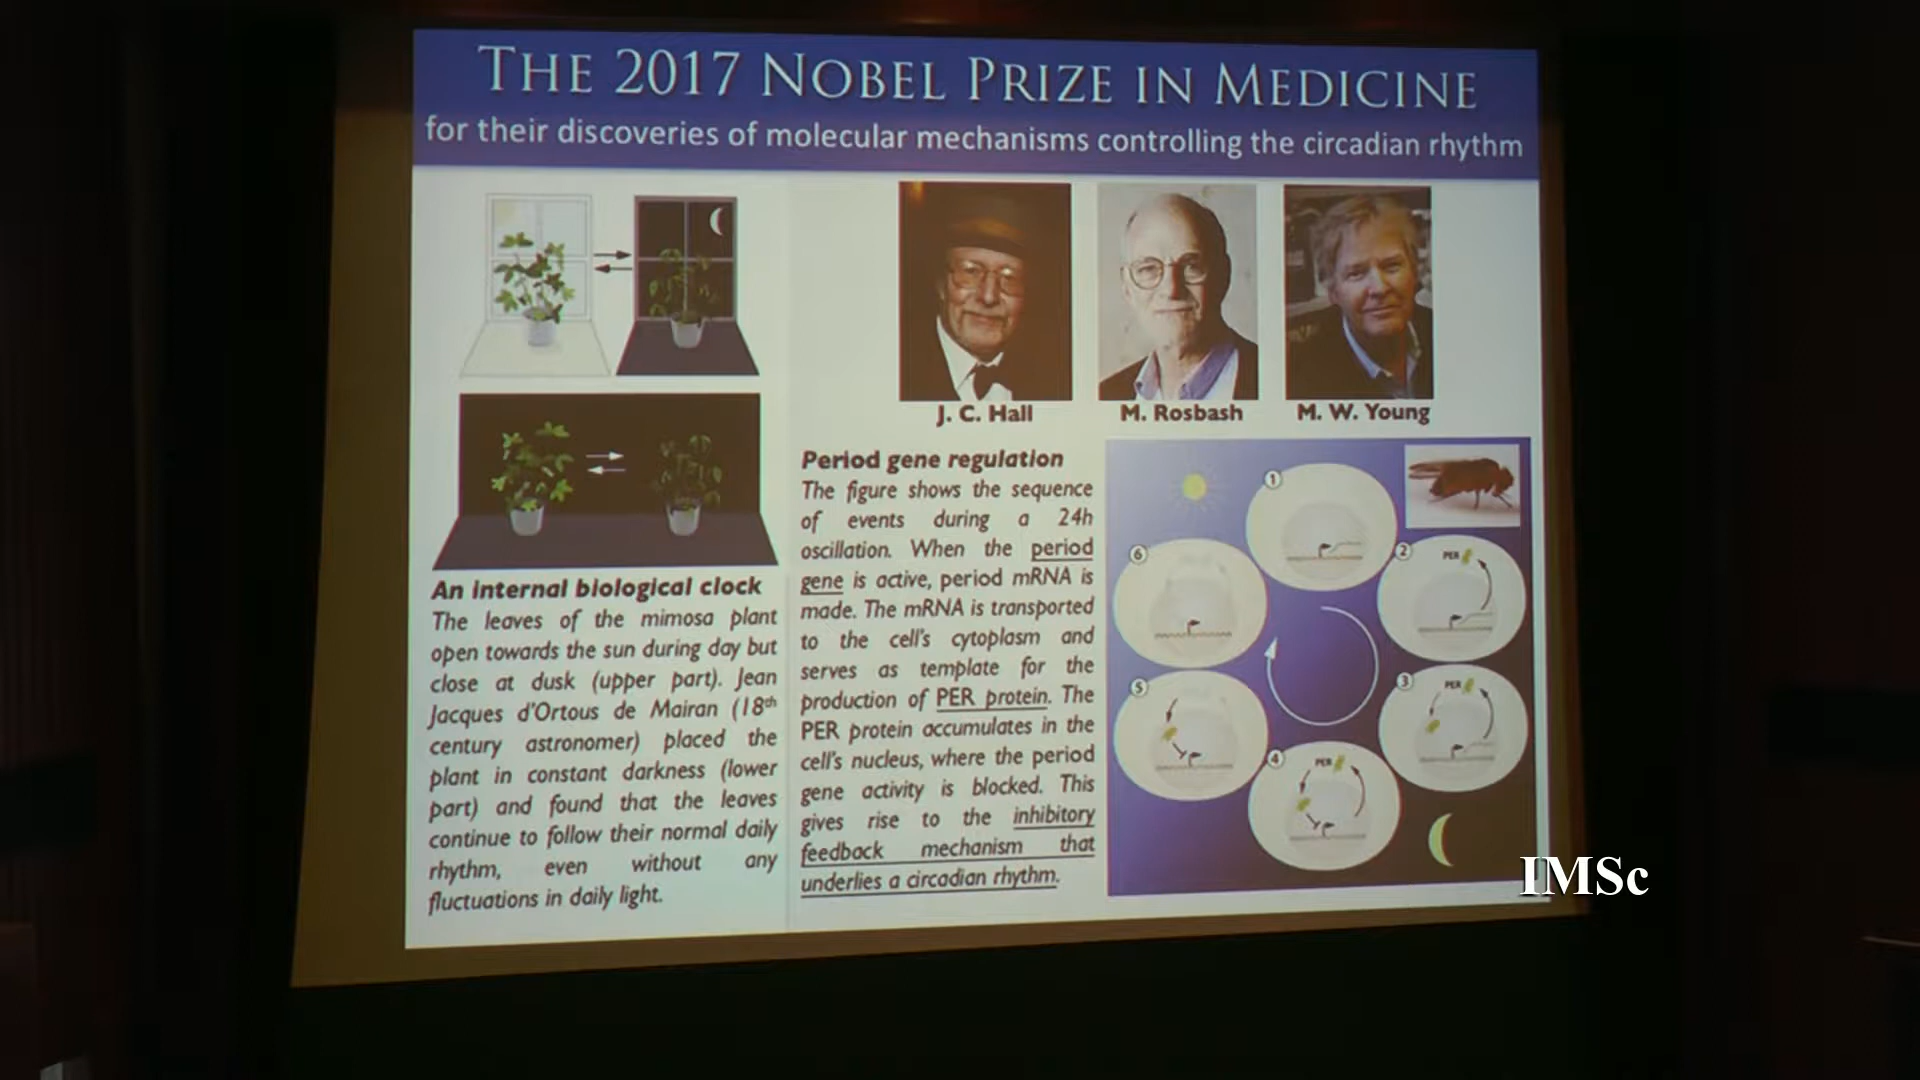 THE 2017 NOBEL PRIZE IN MEDICINE
for their discoveries of molecular mechanisms controlling the circadian rhythm
J. C. Hall
M. Rosbash
M. W. Young
An internal biological clock
The leaves of the mimosa plant
open towards the sun during day but
close at dusk (upper part). Jean
Jacques d'Ortous de Mairan (18th
century astronomer) placed the
plant in constant darkness (lower
part) and found that the leaves
continue to follow their normal daily
rhythm, even without any
fluctuations in daily light.
Period gene regulation
The figure shows the sequence
of events during a 24h
oscillation. When the period
gene is active, period mRNA is
made. The mRNA is transported
to the cell's cytoplasm and
serves as template for the
production of PER protein. The
PER protein accumulates in the
cell's nucleus, where the period
gene activity is blocked. This
gives rise to the inhibitory
feedback mechanism that
underlies a circadian rhythm.
1
2
PER
3
PER
4
PER
5
6
IMSc